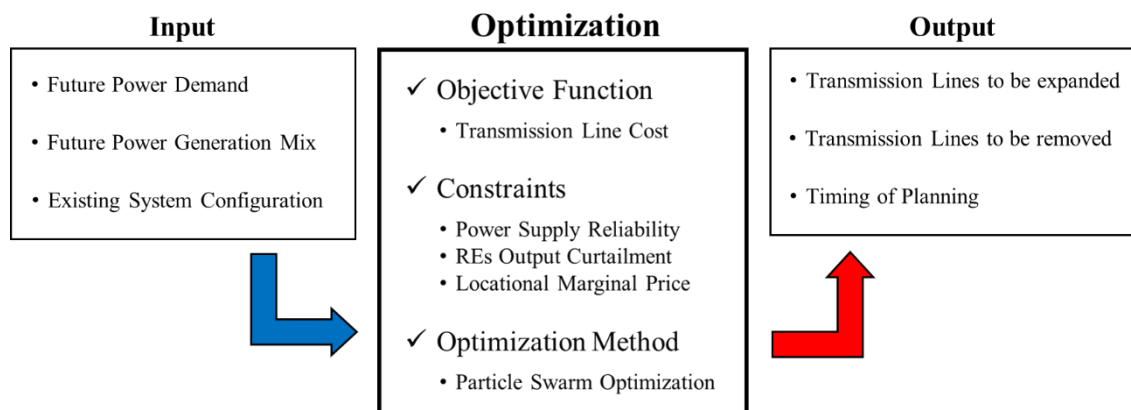 Input
• Future Power Demand
• Future Power Generation Mix
• Existing System Configuration
Optimization
✓ Objective Function
• Transmission Line Cost
✓ Constraints
• Power Supply Reliability
• REs Output Curtailment
• Locational Marginal Price
✓ Optimization Method
• Particle Swarm Optimization
Output
• Transmission Lines to be expanded
• Transmission Lines to be removed
• Timing of Planning